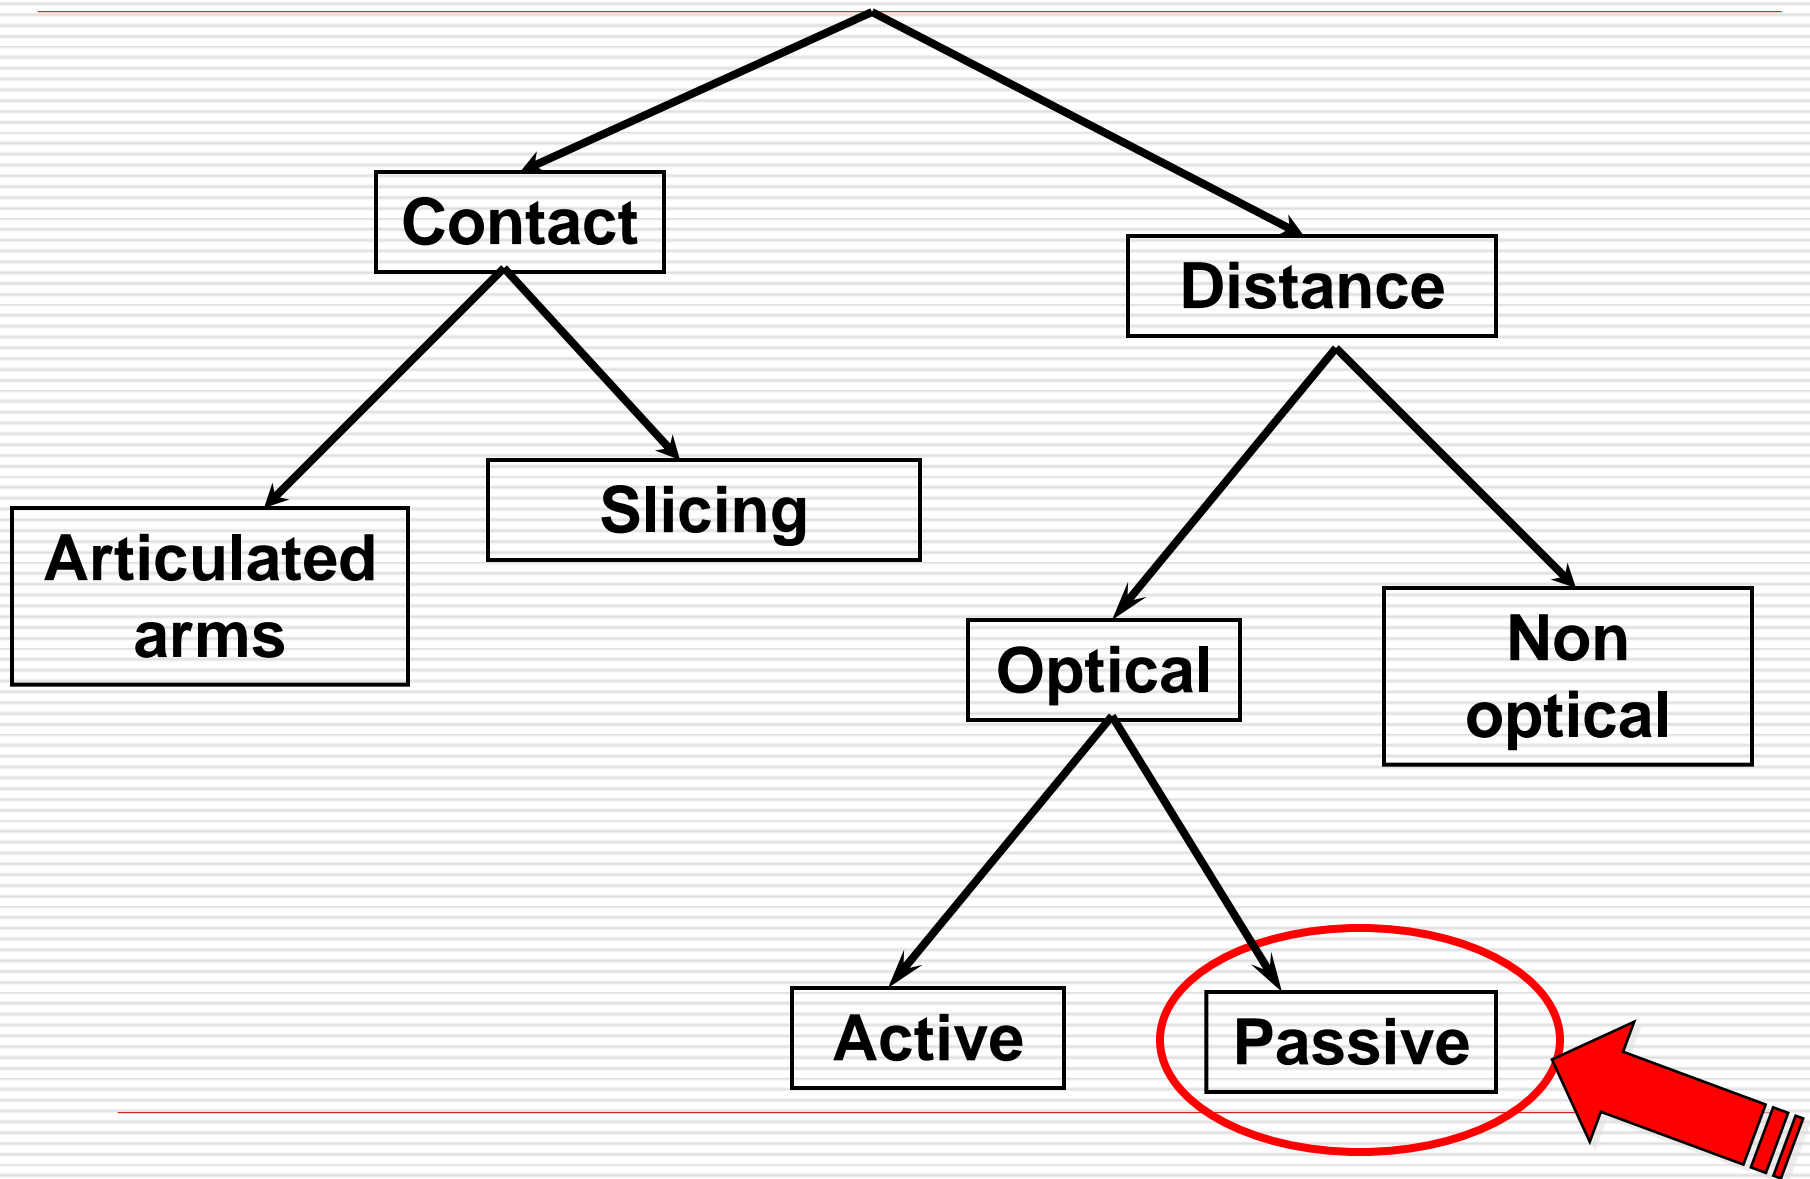 Contact
Distance
Slicing
Articulated
arms
Optical
Non
optical
Active
Passive